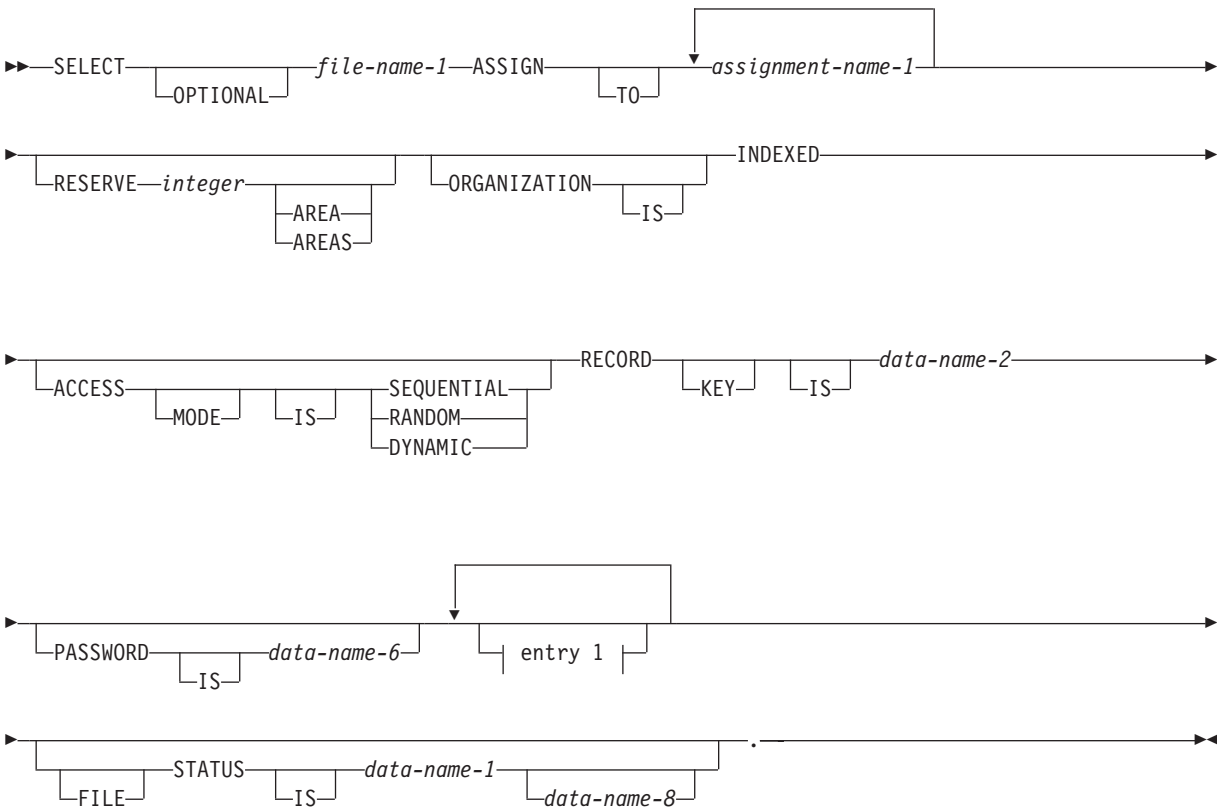 SELECT file-name-1 ASSIGN assignment-name-1
OPTIONAL TO
INDEXED
RESERVE integer ORGANIZATION
AREA IS
AREAS
RECORD data-name-2
ACCESS SEQUENTIAL KEY IS
MODE IS RANDOM
DYNAMIC
PASSWORD data-name-6 entry 1
IS
.
STATUS data-name-1
FILE IS data-name-8